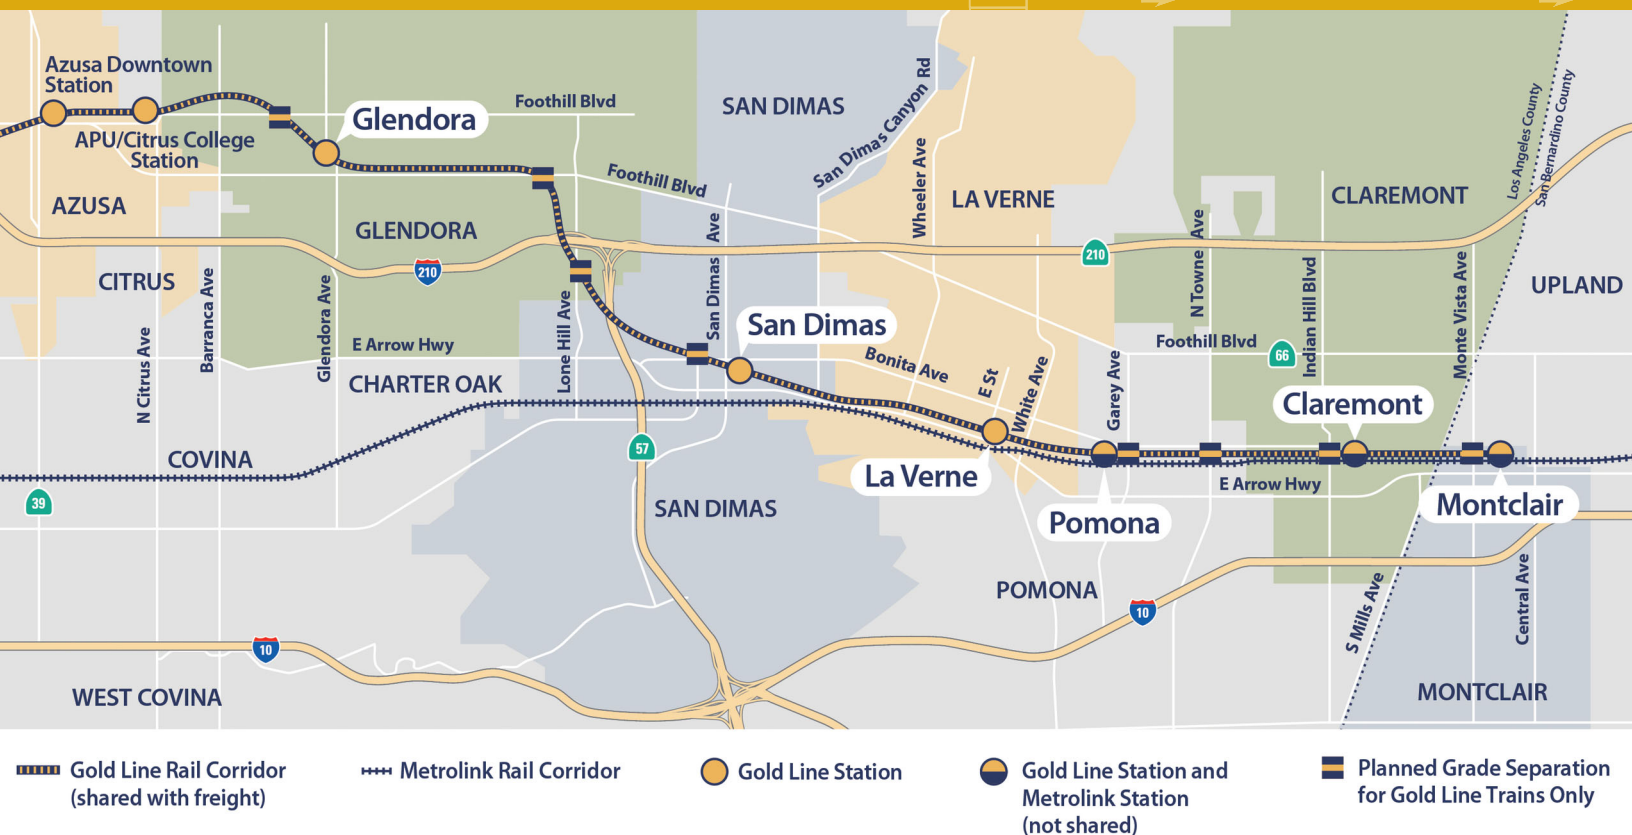 Azusa Downtown
Station
APU/Citrus College
Station
Glendora
Foothill Blvd
SAN DIMAS
San Dimas Canyon Rd
Wheeler Ave
LA VERNE
CLAREMONT
Los Angeles County
San Bernardino County
AZUSA
Foothill Blvd
GLENDORA
San Dimas Ave
N Towne Ave
210
210
CITRUS
Barranca Ave
Glendora Ave
Lone Hill Ave
Indian Hill Blvd
Monte Vista Ave
UPLAND
N Citrus Ave
E Arrow Hwy
San Dimas
Foothill Blvd
66
CHARTER OAK
Bonita Ave
E St
White Ave
Garey Ave
Claremont
COVINA
57
La Verne
E Arrow Hwy
39
SAN DIMAS
Pomona
Montclair
POMONA
10
S Mills Ave
Central Ave
10
WEST COVINA
MONTCLAIR
Gold Line Rail Corridor
(shared with freight)
Metrolink Rail Corridor
Gold Line Station
Gold Line Station and
Metrolink Station
(not shared)
Planned Grade Separation
for Gold Line Trains Only